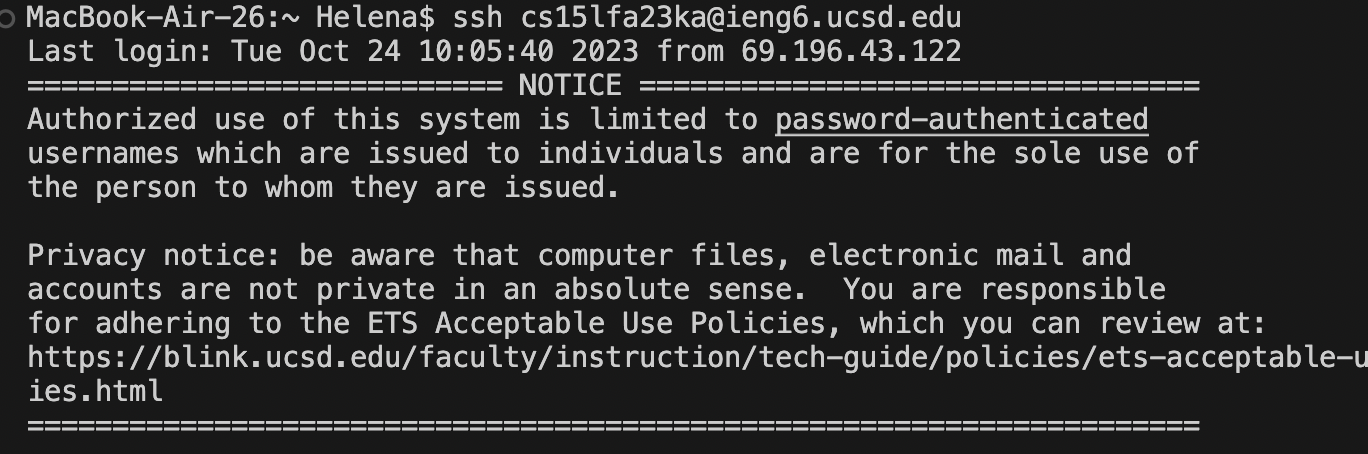 MacBook-Air-26:~ Helena$ ssh cs15lfa23ka@ieng6.ucsd.edu
Last login: Tue Oct 24 10:05:40 2023 from 69.196.43.122
============================ NOTICE =================================
Authorized use of this system is limited to password-authenticated
usernames which are issued to individuals and are for the sole use of
the person to whom they are issued.

Privacy notice: be aware that computer files, electronic mail and
accounts are not private in an absolute sense.  You are responsible
for adhering to the ETS Acceptable Use Policies, which you can review at:
https://blink.ucsd.edu/faculty/instruction/tech-guide/policies/ets-acceptable-u
ies.html
=====================================================================